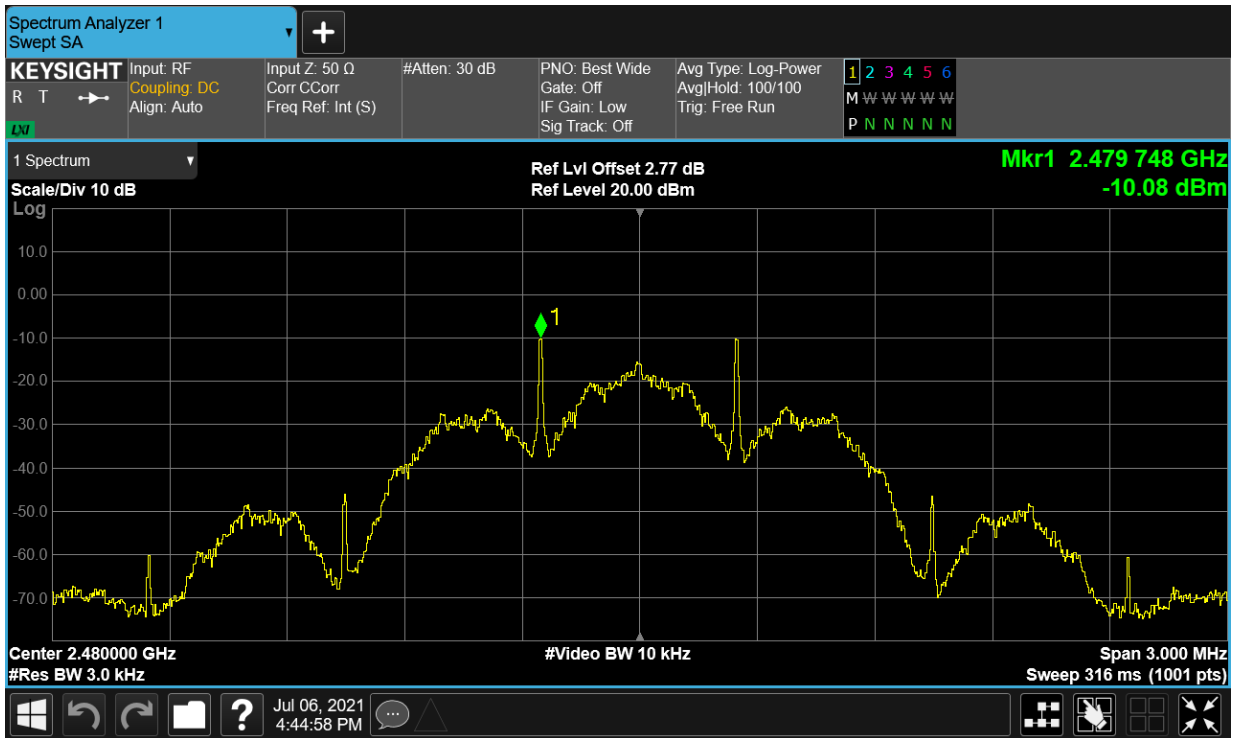 Spectrum Analyzer 1
Swept SA
+
KEYSIGHT
R T
LXI
Input: RF
Coupling: DC
Align: Auto
Input Z: 50 Ω
Corr CCorr
Freq Ref: Int (S)
#Atten: 30 dB
PNO: Best Wide
Gate: Off
IF Gain: Low
Sig Track: Off
Avg Type: Log-Power
Avg|Hold: 100/100
Trig: Free Run
1 2 3 4 5 6
M W W W W W
P N N N N N N
1 Spectrum
Scale/Div 10 dB
Log
Ref Lvl Offset 2.77 dB
Ref Level 20.00 dBm
Mkr1 2.479 748 GHz
-10.08 dBm
10.0
0.00
1
-10.0
-20.0
-30.0
-40.0
-50.0
-60.0
-70.0
Center 2.480000 GHz
#Res BW 3.0 kHz
#Video BW 10 kHz
Span 3.000 MHz
Sweep 316 ms (1001 pts)
?
Jul 06, 2021
4:44:58 PM